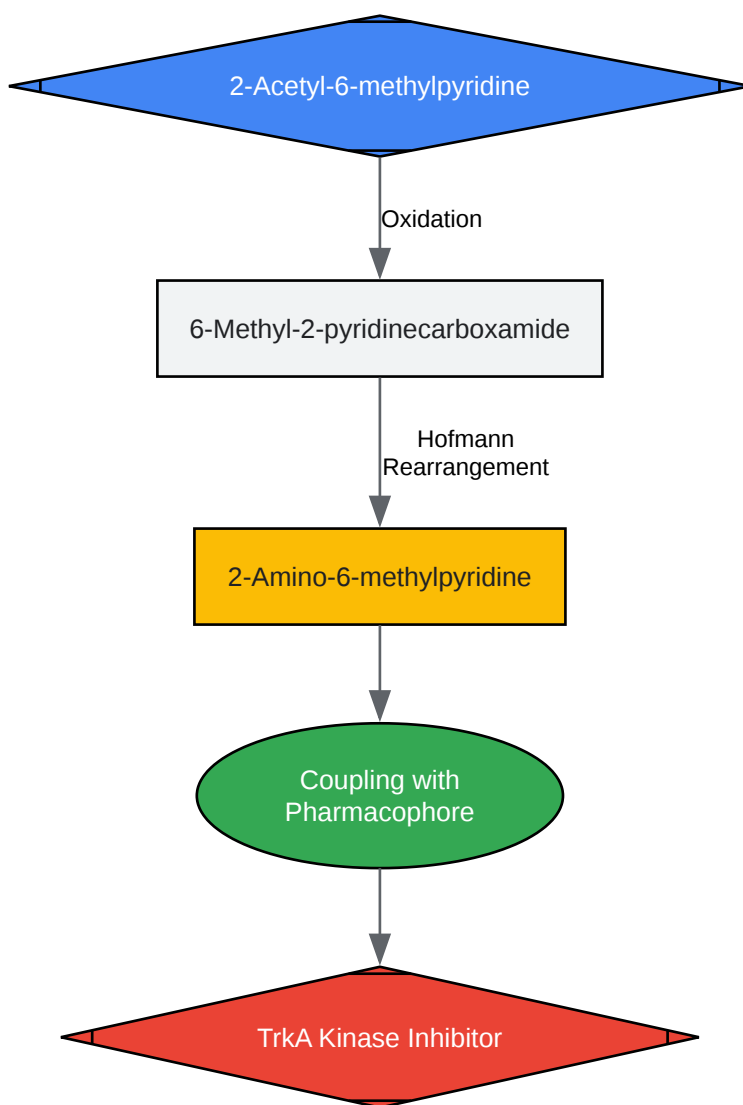 2-Acetyl-6-methylpyridine
Oxidation
6-Methyl-2-pyridinecarboxamide
Hofmann
Rearrangement
2-Amino-6-methylpyridine
Coupling with
Pharmacophore
TrkA Kinase Inhibitor